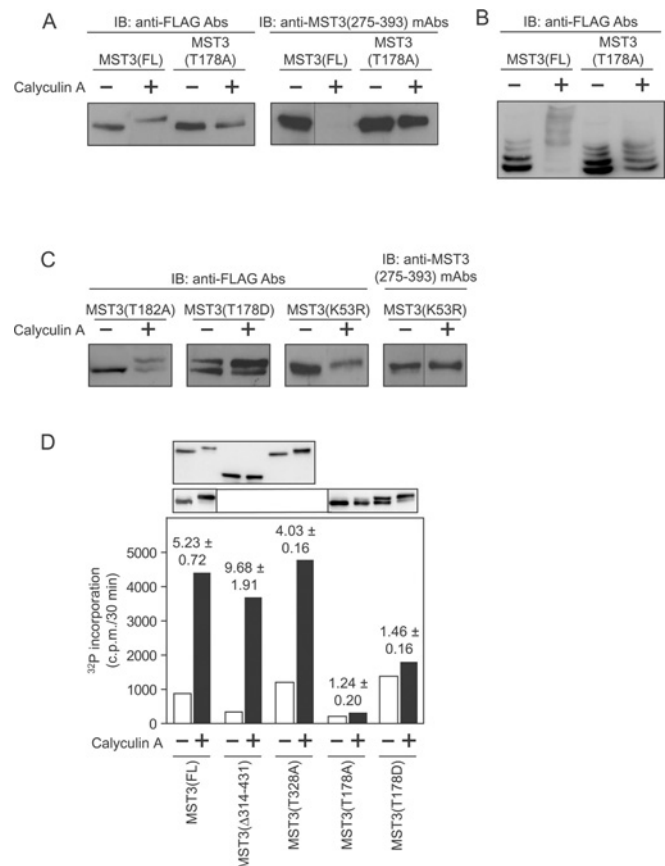 A
IB: anti-FLAG Abs
IB: anti-MST3(275-393) mAbs
MST3(FL)
MST3
(T178A)
MST3(FL)
MST3
(T178A)
Calyculin A
− + − + − + − +
B
IB: anti-FLAG Abs
MST3(FL)
MST3
(T178A)
− + − +
C
IB: anti-FLAG Abs
IB: anti-MST3
(275-393) mAbs
MST3(T182A)
MST3(T178D)
MST3(K53R)
MST3(K53R)
Calyculin A
− + − + − + − +
D
5.23 ±
0.72
9.68 ±
1.91
4.03 ±
0.16
1.24 ±
0.20
1.46 ±
0.16
32P incorporation
(c.p.m./30 min)
5000
4000
3000
2000
1000
0
Calyculin A
− + − + − + − + − +
MST3(FL)
MST3(Δ314-431)
MST3(T328A)
MST3(T178A)
MST3(T178D)